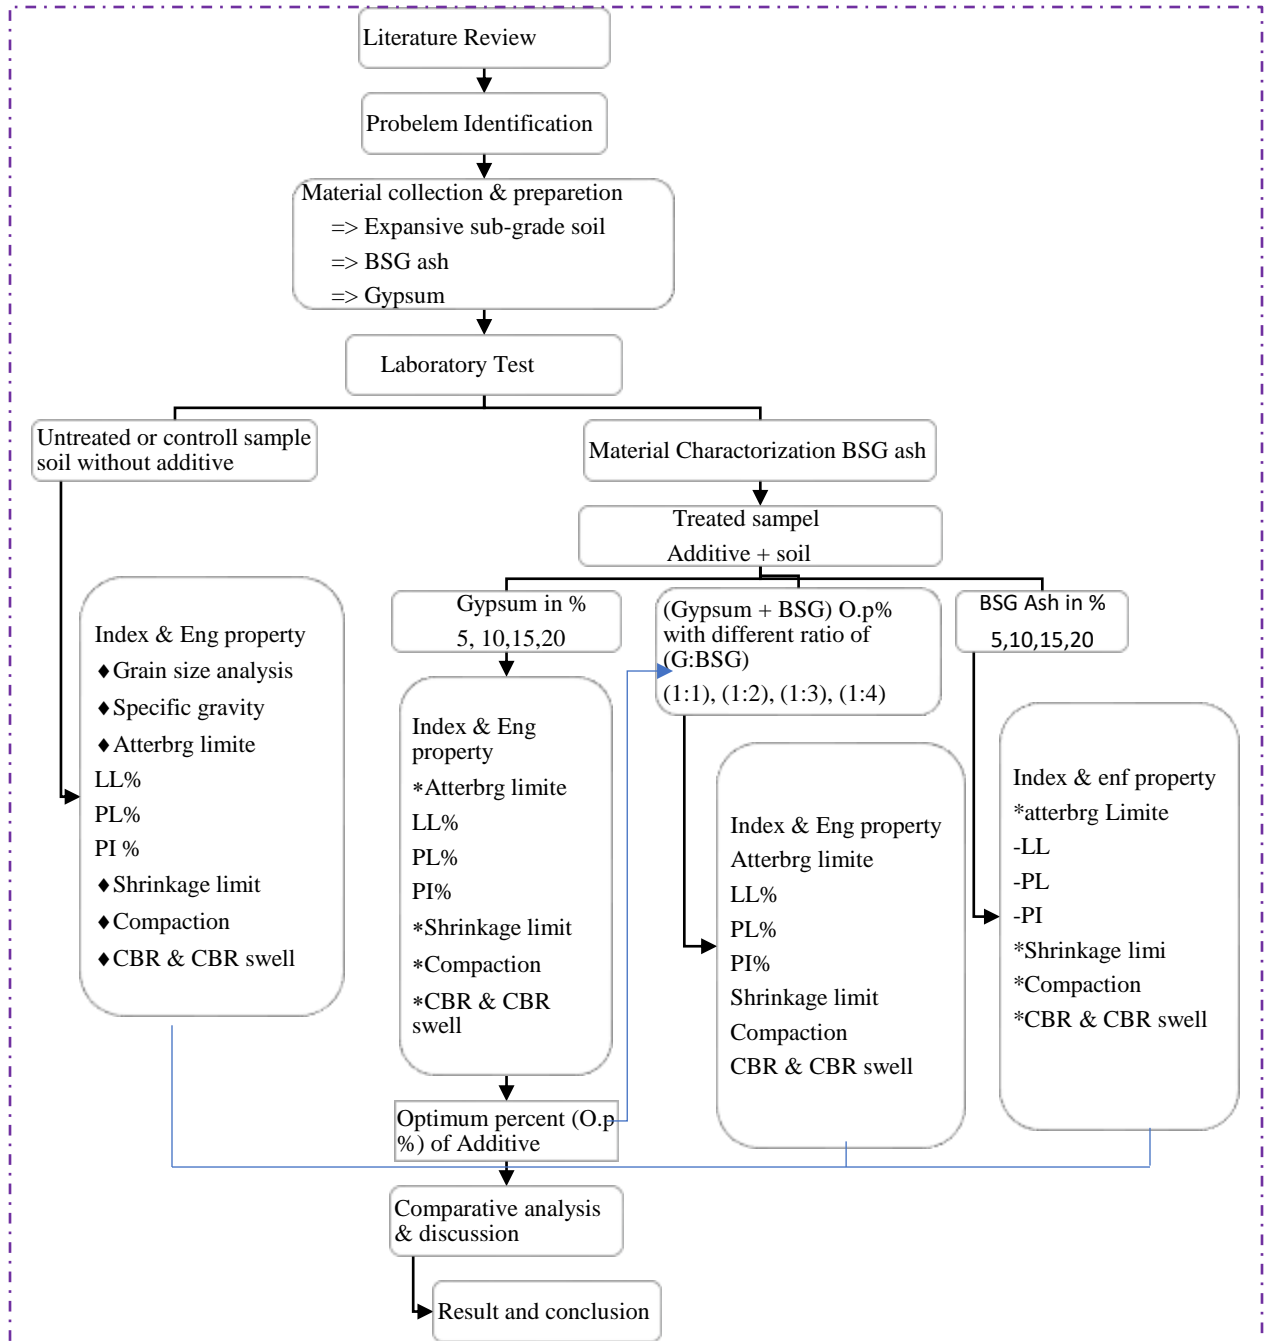 Literature Review
Probelem Identification
Material collection & preparetion
=> Expansive sub-grade soil
=> BSG ash
=> Gypsum
Laboratory Test
Untreated or controll sample
soil without additive
Material Charactorization BSG ash
Treated sampel
Additive + soil
Gypsum in %
5, 10,15,20
(Gypsum + BSG) O.p%
with different ratio of
(G:BSG)
(1:1), (1:2), (1:3), (1:4)
BSG Ash in %
5,10,15,20
Index & Eng property
♦Grain size analysis
♦Specific gravity
♦Atterbrg limite
LL%
PL%
PI %
♦Shrinkage limit
♦Compaction
♦CBR & CBR swell
Index & Eng
property
*Atterbrg limite
LL%
PL%
PI%
*Shrinkage limit
*Compaction
*CBR & CBR
swell
Index & Eng property
Atterbrg limite
LL%
PL%
PI%
Shrinkage limit
Compaction
CBR & CBR swell
Index & enf property
*atterbrg Limite
-LL
-PL
-PI
*Shrinkage limi
*Compaction
*CBR & CBR swell
Optimum percent (O.p
%) of Additive
Comparative analysis
& discussion
Result and conclusion